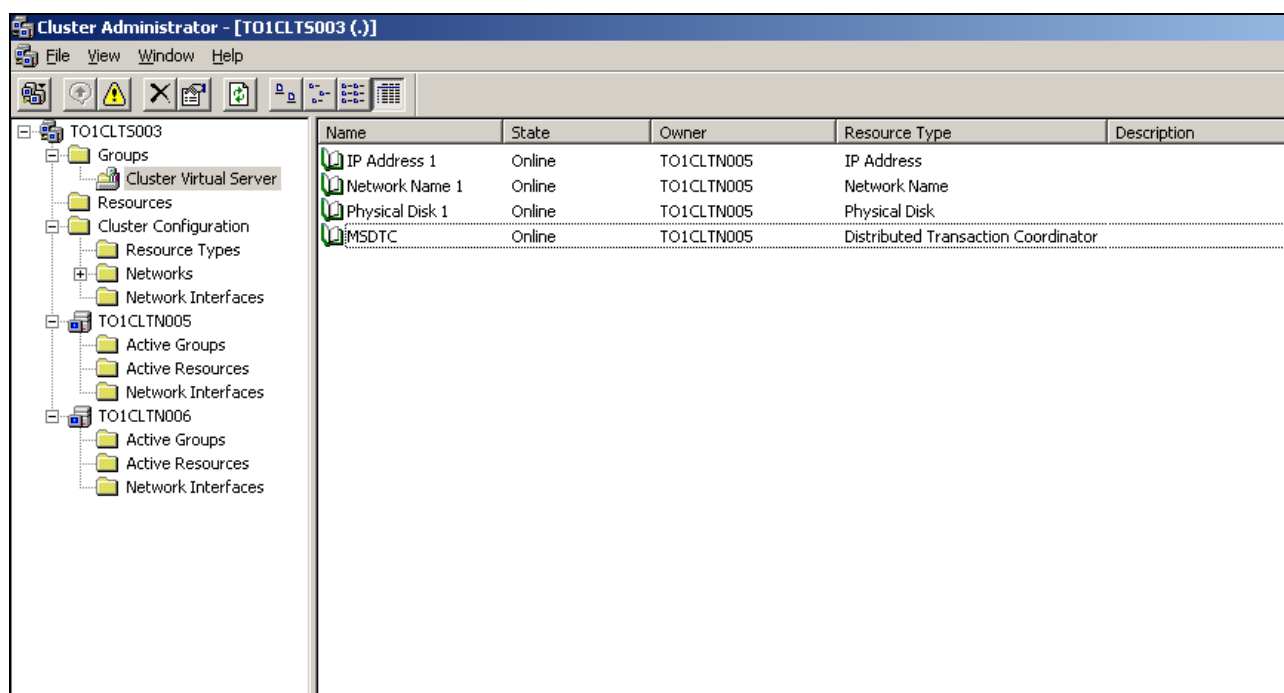 Cluster Administrator - [TO1CLTS003 (.)]
File View Window Help
TO1CLTS003
Groups
Cluster Virtual Server
Resources
Cluster Configuration
Resource Types
Networks
Network Interfaces
TO1CLTN005
Active Groups
Active Resources
Network Interfaces
TO1CLTN006
Active Groups
Active Resources
Network Interfaces
Name State Owner Resource Type Description
IP Address 1 Online TO1CLTN005 IP Address
Network Name 1 Online TO1CLTN005 Network Name
Physical Disk 1 Online TO1CLTN005 Physical Disk
MSDTC Online TO1CLTN005 Distributed Transaction Coordinator